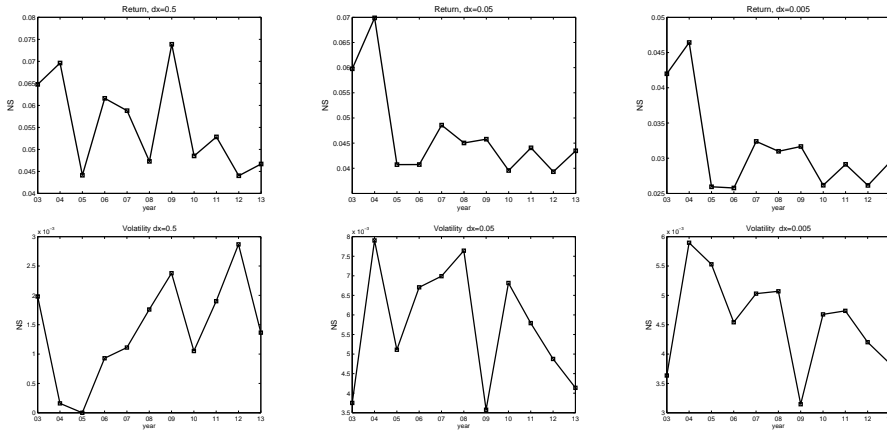 Return, dx=0.5
0.08
0.075
0.07
0.065
0.06
0.055
0.05
0.045
0.04
NS
03 04 05 06 07 08 09 10 11 12 13
year
Return, dx=0.05
0.07
0.065
0.06
0.055
0.05
0.045
0.04
NS
03 04 05 06 07 08 09 10 11 12 13
year
Return, dx=0.005
0.05
0.045
0.04
0.035
0.03
0.025
NS
03 04 05 06 07 08 09 10 11 12
year
Volatility dx=0.5
x 10⁻³
3
2.5
2
1.5
1
0.5
0
NS
03 04 05 06 07 08 09 10 11 12 13
year
Volatility dx=0.05
x 10⁻³
8
7.5
7
6.5
6
5.5
5
4.5
4
3.5
NS
03 04 05 06 07 08 09 10 11 12 13
year
Volatility dx=0.005
x 10⁻³
6
5.5
5
4.5
4
3.5
3
NS
03 04 05 06 07 08 09 10 11 12
year